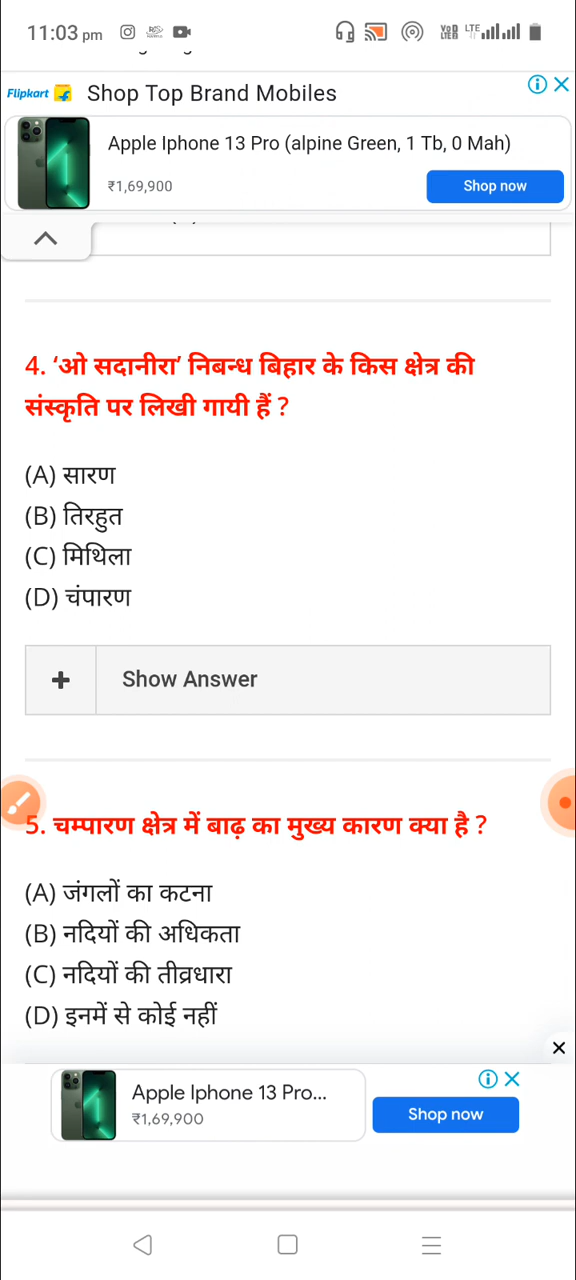 11:03 pm
VoD LTE
Flipkart Shop Top Brand Mobiles
Apple Iphone 13 Pro (alpine Green, 1 Tb, 0 Mah)
₹1,69,900
Shop now
4. ‘ओ सदानीरा’ निबन्ध बिहार के किस क्षेत्र की
संस्कृति पर लिखी गायी हैं ?
(A) सारण
(B) तिरहुत
(C) मिथिला
(D) चंपारण
+ Show Answer
5. चम्पारण क्षेत्र में बाढ़ का मुख्य कारण क्या है ?
(A) जंगलों का कटना
(B) नदियों की अधिकता
(C) नदियों की तीव्रधारा
(D) इनमें से कोई नहीं
Apple Iphone 13 Pro...
₹1,69,900
Shop now